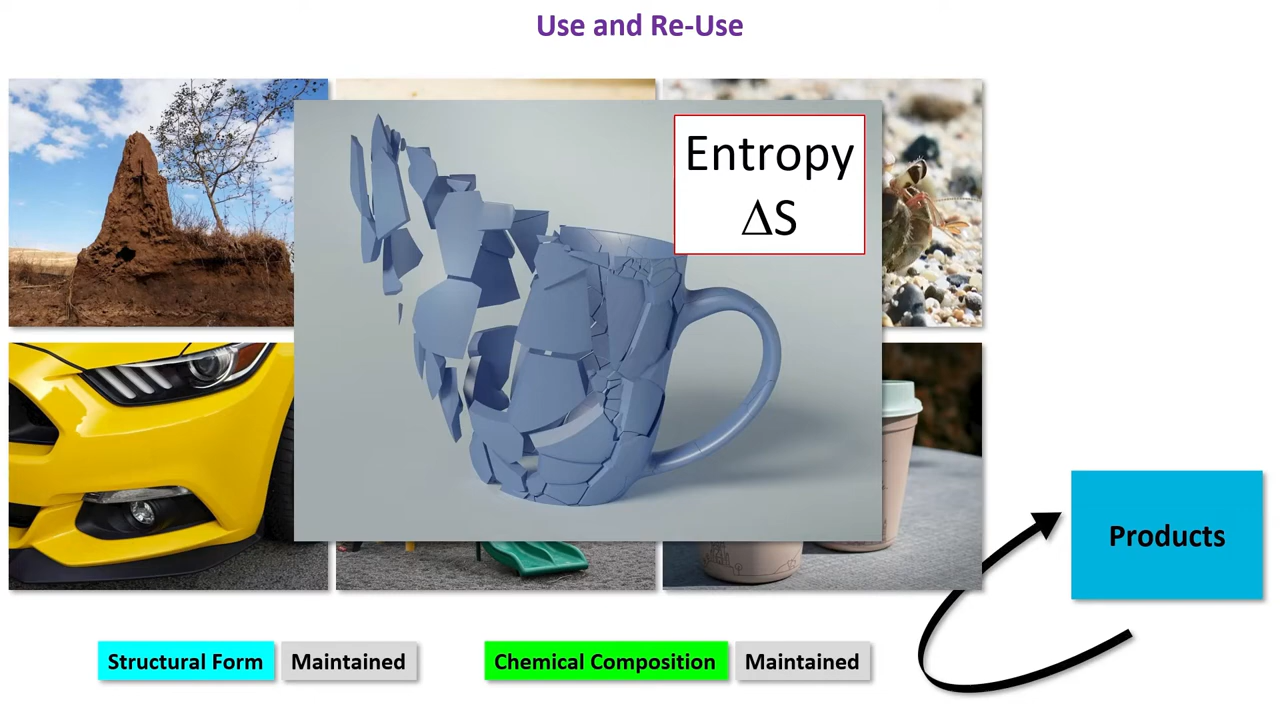 Use and Re-Use
Entropy
ΔS
Products
Structural Form
Maintained
Chemical Composition
Maintained